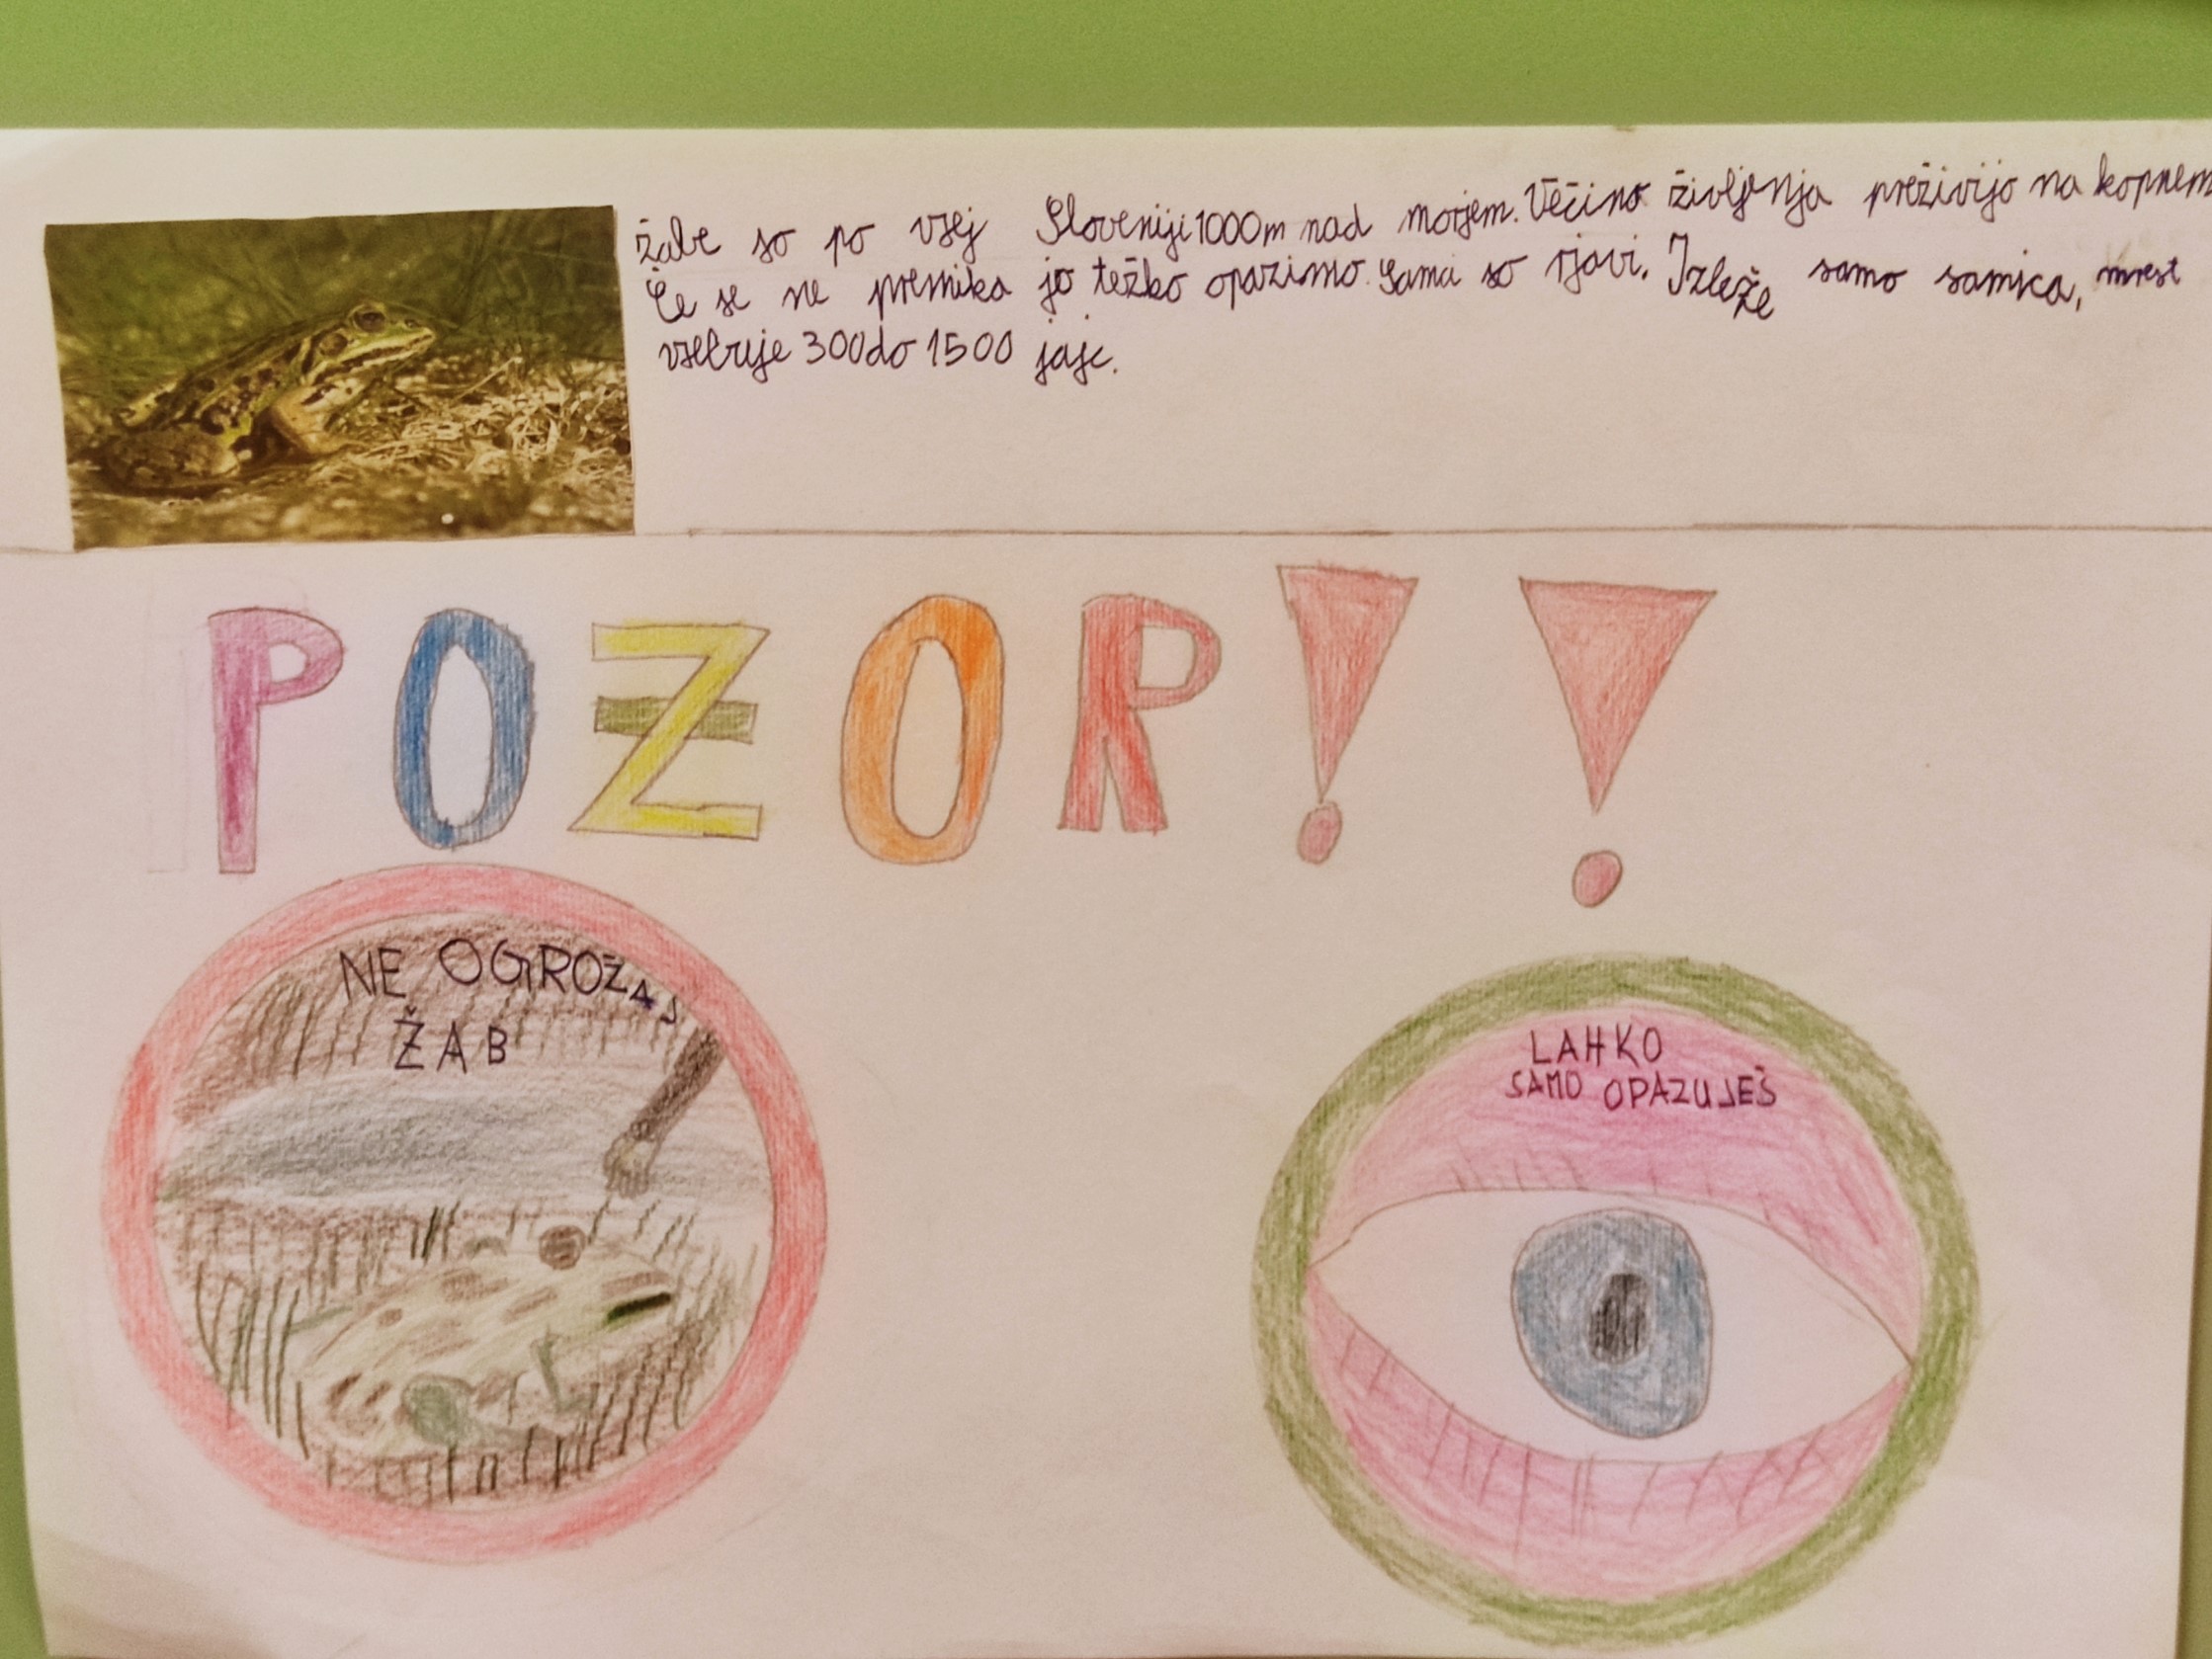 žabe so po vsej Sloveniji 1000m nad morjem. Večino življenja preživijo na kopnem
Če se ne premika jo težko opazimo. Sama so rjavi. Izleže samo samica, mrest
vsebuje 300 do 1500 jajc.
POZOR!!
NE OGROŽAJ
ŽAB
LAHKO
SAMO OPAZUJEŠ